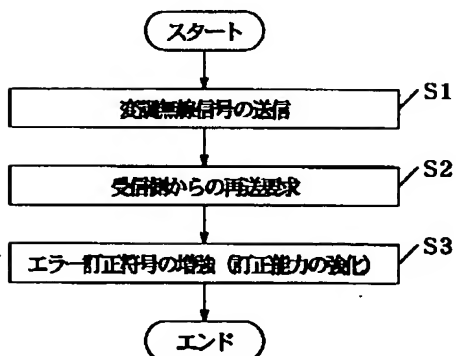 スタート
変調無線信号の送信 S1
受信側からの再送要求 S2
エラー訂正符号の増強(訂正能力の強化) S3
エンド